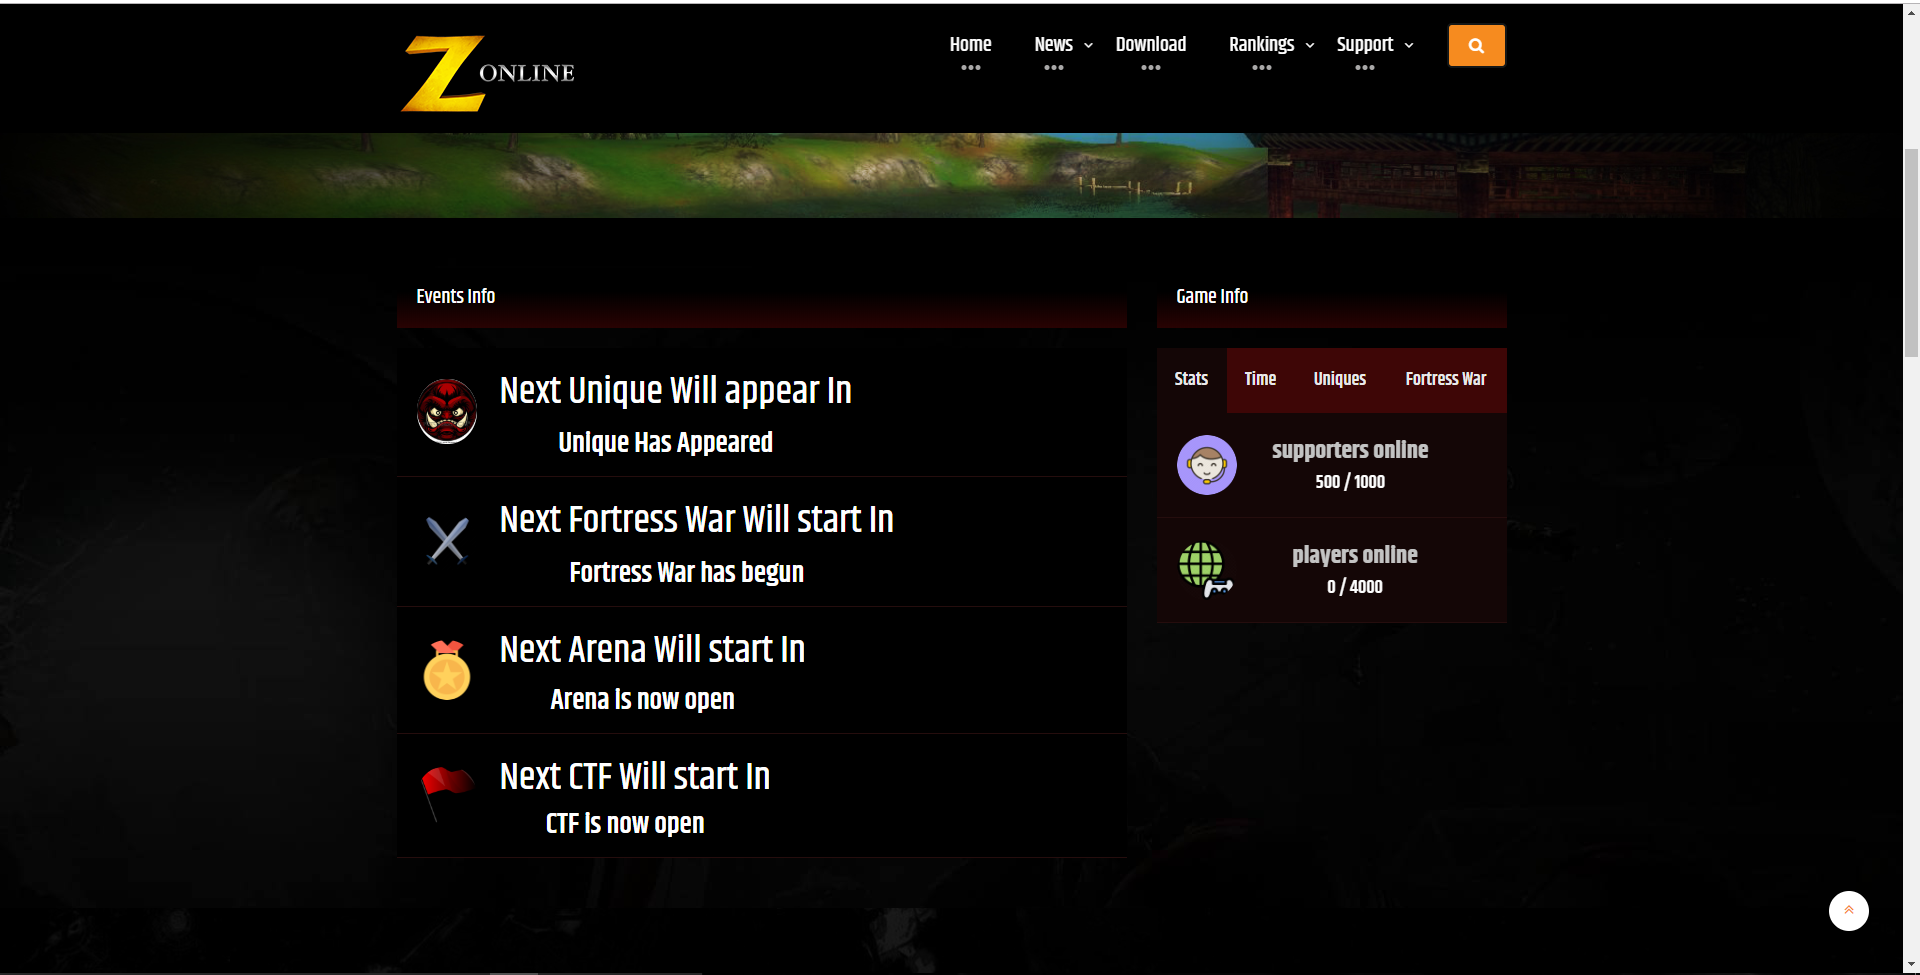 Z ONLINE
Home News Download Rankings Support
Events Info
Next Unique Will appear In
Unique Has Appeared
Next Fortress War Will start In
Fortress War has begun
Next Arena Will start In
Arena is now open
Next CTF Will start In
CTF is now open
Game Info
Stats Time Uniques Fortress War
supporters online
500 / 1000
players online
0 / 4000